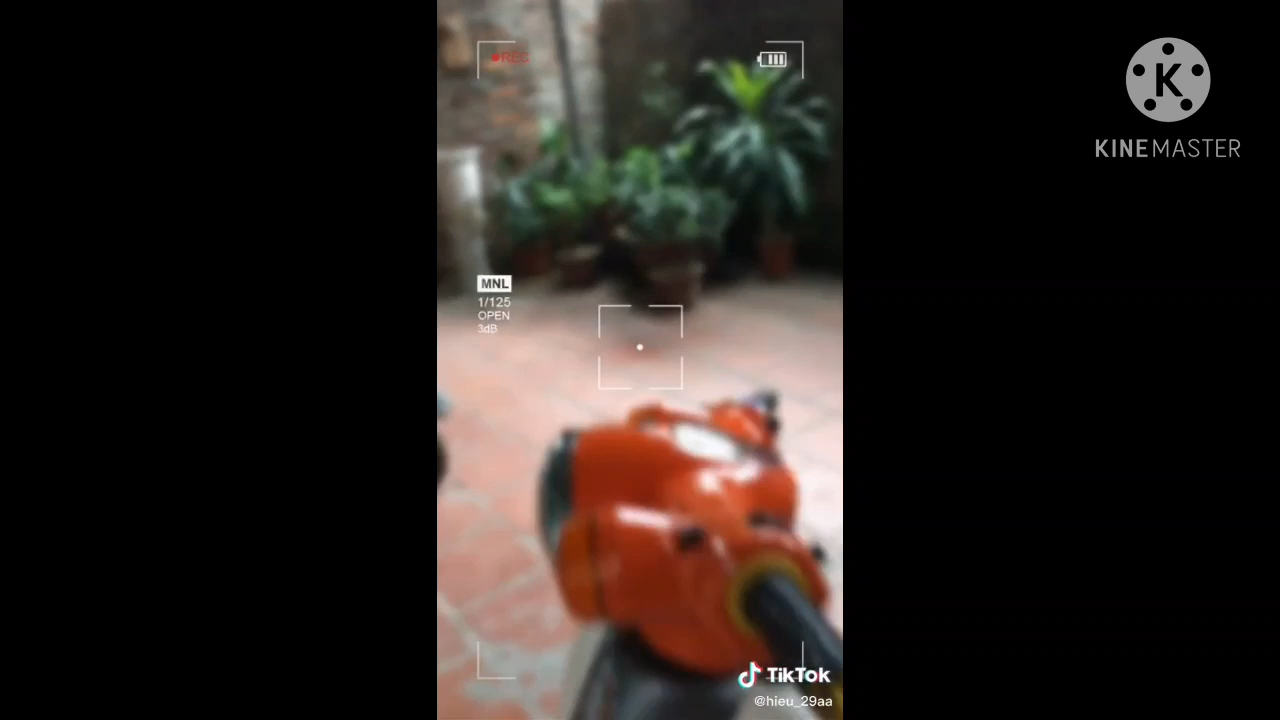 REC
K
KINEMASTER
MNL
1/125
OPEN
3dB
TikTok
@hieu_29aa